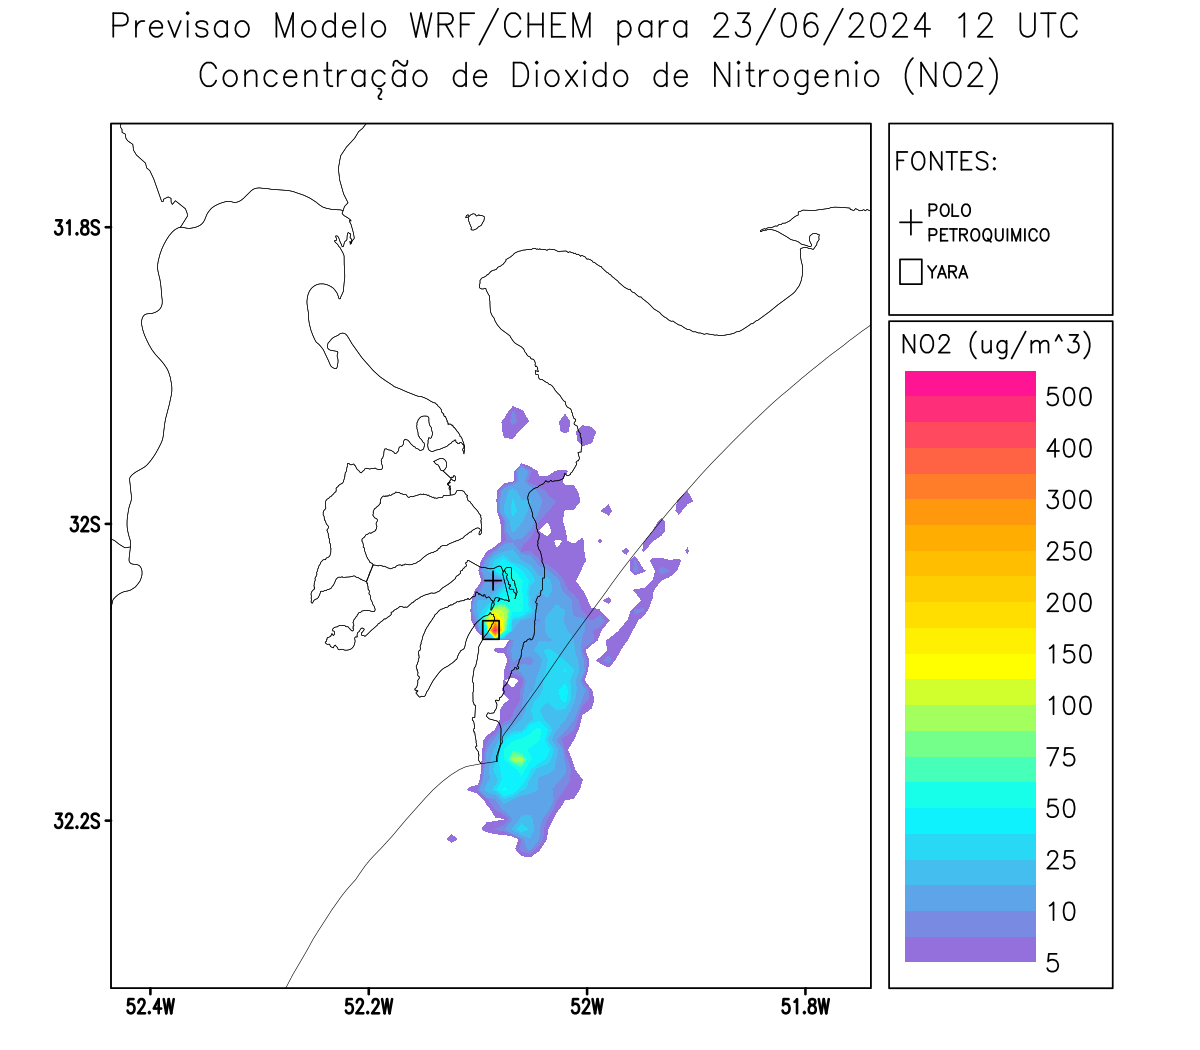 Previsao Modelo WRF/CHEM para 23/06/2024 12 UTC
Concentração de Dioxido de Nitrogenio (NO2)
FONTES:
POLO
PETROQUIMICO
YARA
NO2 (ug/m^3)
500
400
300
250
200
150
100
75
50
25
10
5
31.8S
32S
32.2S
52.4W
52.2W
52W
51.8W